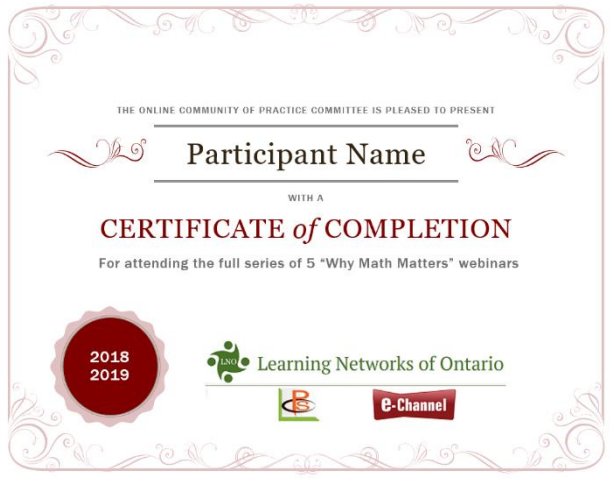 THE ONLINE COMMUNITY OF PRACTICE COMMITTEE IS PLEASED TO PRESENT
Participant Name
WITH A
CERTIFICATE of COMPLETION
For attending the full series of 5 “Why Math Matters” webinars
2018
2019
LNO
Learning Networks of Ontario
e-Channel